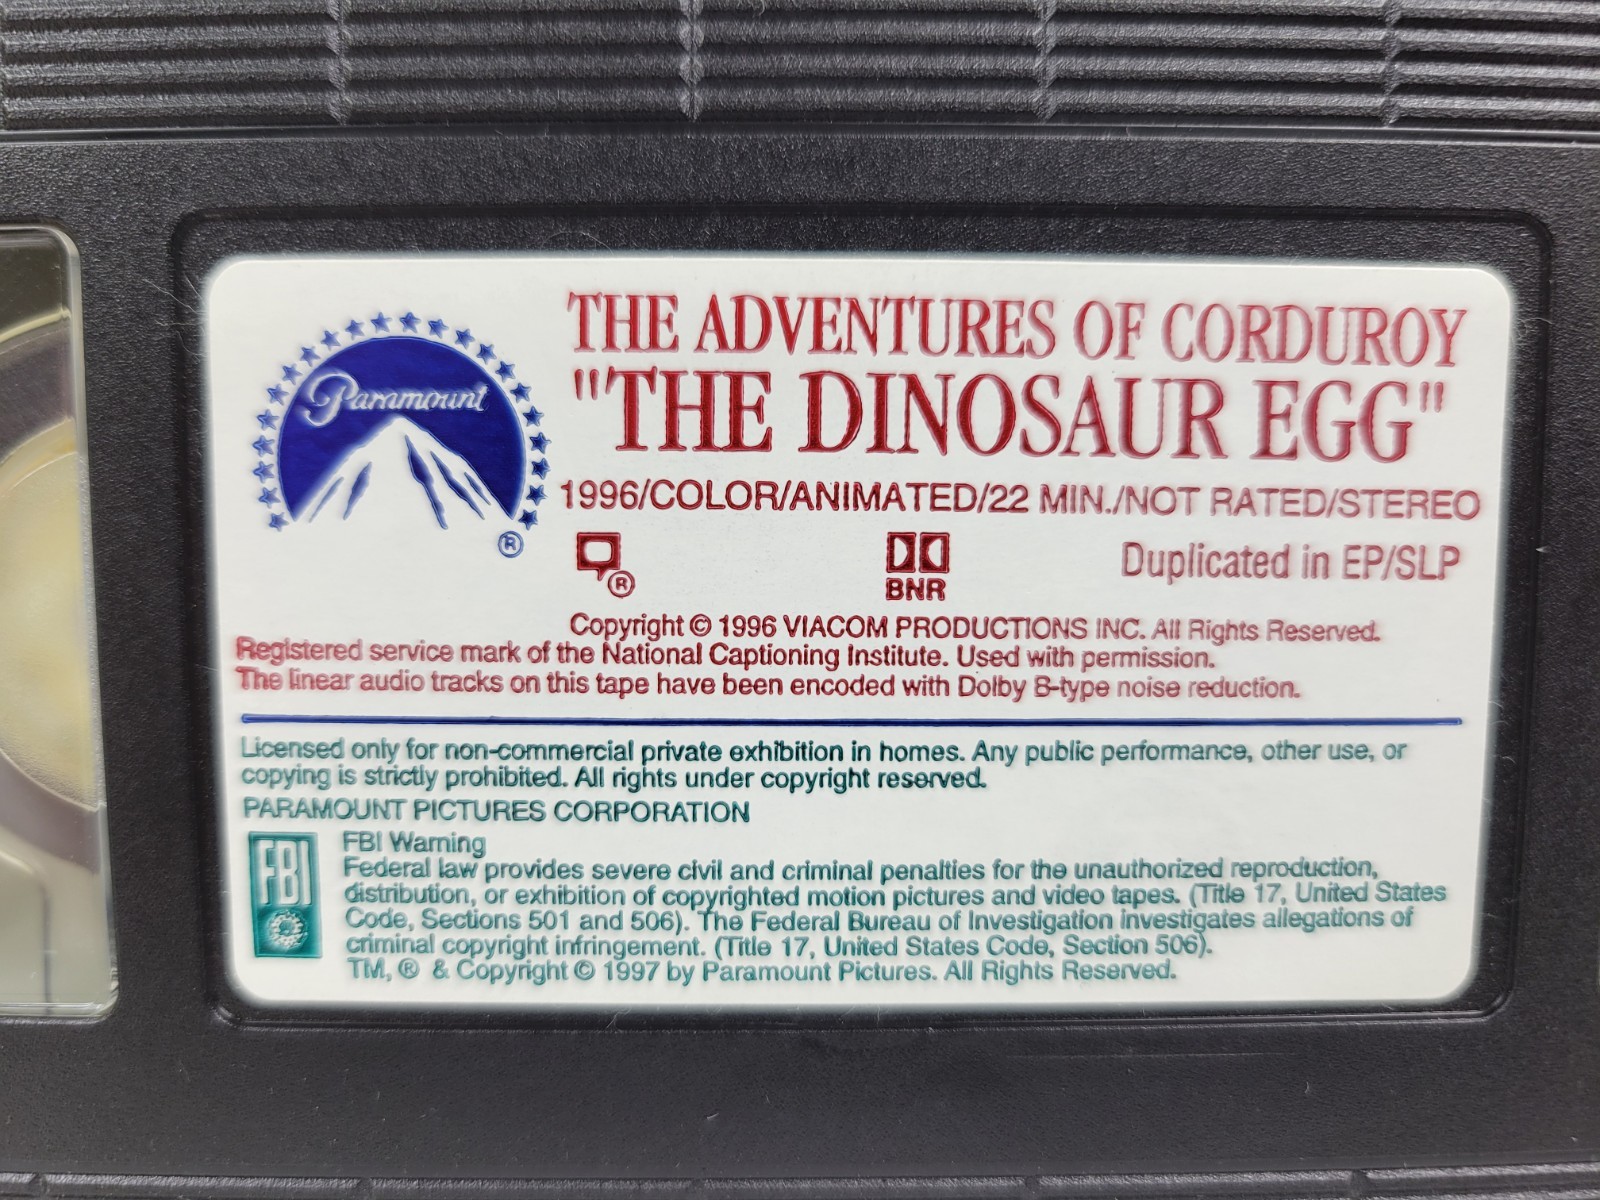 Paramount
®
THE ADVENTURES OF CORDUROY
"THE DINOSAUR EGG"
1996/COLOR/ANIMATED/22 MIN./NOT RATED/STEREO
®
BNR
Duplicated in EP/SLP
Copyright © 1996 VIACOM PRODUCTIONS INC. All Rights Reserved.
Registered service mark of the National Captioning Institute. Used with permission.
The linear audio tracks on this tape have been encoded with Dolby B-type noise reduction.
Licensed only for non-commercial private exhibition in homes. Any public performance, other use, or
copying is strictly prohibited. All rights under copyright reserved.
PARAMOUNT PICTURES CORPORATION
FBI
FBI Warning
Federal law provides severe civil and criminal penalties for the unauthorized reproduction,
distribution, or exhibition of copyrighted motion pictures and video tapes. (Title 17, United States
Code, Sections 501 and 506). The Federal Bureau of Investigation investigates allegations of
criminal copyright infringement. (Title 17, United States Code, Section 506).
TM, ® & Copyright © 1997 by Paramount Pictures. All Rights Reserved.